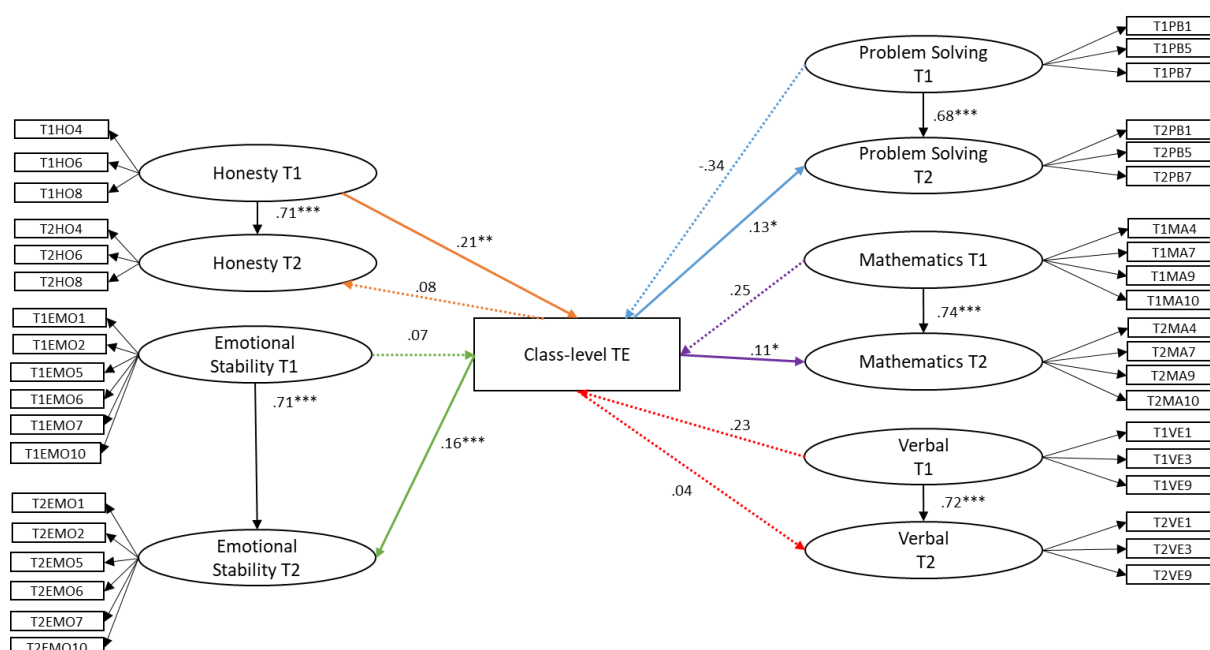 T1HO4
T1HO6
T1HO8
Honesty T1
.71***
T2HO4
T2HO6
T2HO8
Honesty T2
.21**
.08
T1EMO1
T1EMO2
T1EMO5
T1EMO6
T1EMO7
T1EMO10
Emotional
Stability T1
.07
.71***
.16***
T2EMO1
T2EMO2
T2EMO5
T2EMO6
T2EMO7
T2EMO10
Emotional
Stability T2
Class-level TE
Problem Solving
T1
T1PB1
T1PB5
T1PB7
.68***
-.34
Problem Solving
T2
T2PB1
T2PB5
T2PB7
.13*
Mathematics T1
T1MA4
T1MA7
T1MA9
T1MA10
.25
.74***
.11*
Mathematics T2
T2MA4
T2MA7
T2MA9
T2MA10
.23
Verbal
T1
T1VE1
T1VE3
T1VE9
.04
.72***
Verbal
T2
T2VE1
T2VE3
T2VE9